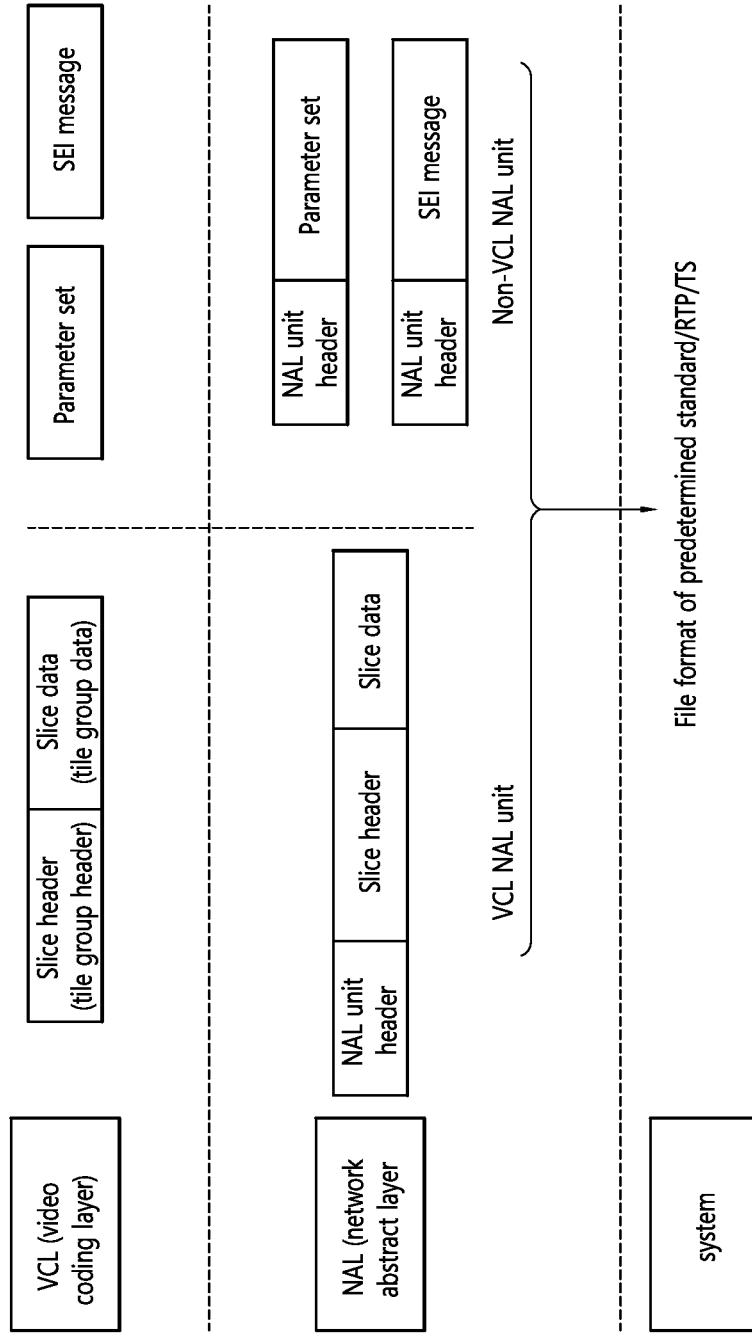 VCL (video
coding layer)
Slice header
(tile group header)
Slice data
(tile group data)
Parameter set
SEI message
NAL (network
abstract layer
NAL unit
header
Slice header
Slice data
NAL unit
header
Parameter set
NAL unit
header
SEI message
VCL NAL unit
Non-VCL NAL unit
system
File format of predetermined standard/RTP/TS